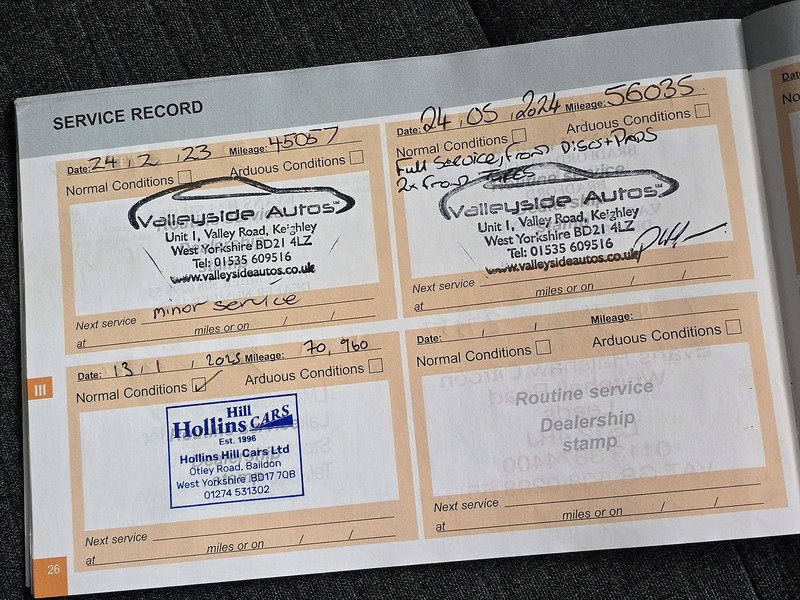 SERVICE RECORD
Date: 24 . 2 . 23 Mileage: 45057
Normal Conditions Arduous Conditions
Valleyside Autos
Unit 1, Valley Road, Keighley
West Yorkshire BD21 4LZ
Tel: 01535 609516
www.valleysideautos.co.uk
minor service
Next service
at miles or on / /
Date: 24 . 05 . 2024 Mileage: 56035
Normal Conditions Arduous Conditions
Full service, front Discs + Pads
2x front TYRES
Valleyside Autos
Unit 1, Valley Road, Keighley
West Yorkshire BD21 4LZ
Tel: 01535 609516
www.valleysideautos.co.uk
Next service
at miles or on / /
Date: 13 . 1 . 2025 Mileage: 70,960
Normal Conditions ✓ Arduous Conditions
Hill
Hollins CARS
Est. 1996
Hollins Hill Cars Ltd
Otley Road, Baildon
West Yorkshire BD17 7QB
01274 531302
Next service
at miles or on / /
Date: Mileage:
Normal Conditions Arduous Conditions
Routine service
Dealership
stamp
Next service
at miles or on / /
III
26
Date: